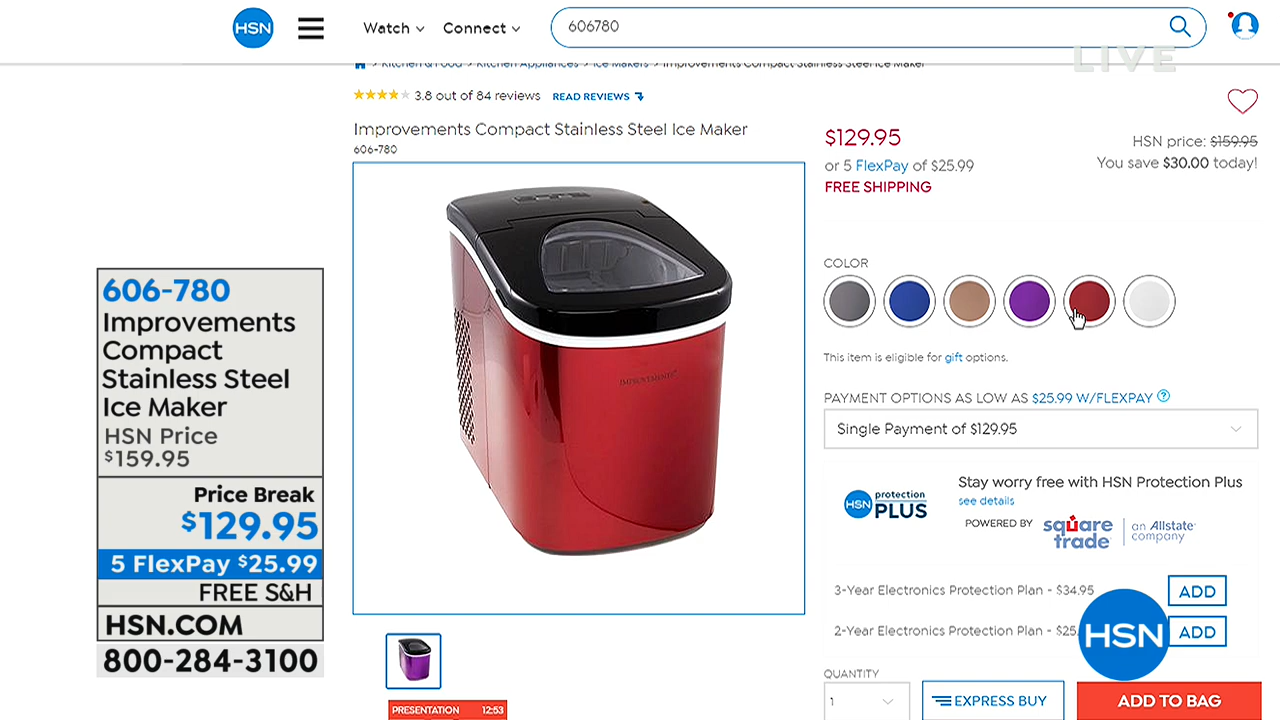 HSN
Watch
Connect
606780
LIVE
> Kitchen & Food > Kitchen Appliances > Ice Makers > Improvements Compact Stainless Steel Ice Maker
3.8 out of 84 reviews READ REVIEWS
Improvements Compact Stainless Steel Ice Maker
606-780
IMPROVEMENTS
$129.95
HSN price: $159.95
or 5 FlexPay of $25.99
You save $30.00 today!
FREE SHIPPING
COLOR
This item is eligible for gift options.
PAYMENT OPTIONS AS LOW AS $25.99 W/FLEXPAY ?
Single Payment of $129.95
HSN protection PLUS
Stay worry free with HSN Protection Plus
see details
POWERED BY square trade an Allstate company
3-Year Electronics Protection Plan - $34.95 ADD
2-Year Electronics Protection Plan - $25. ADD
HSN
QUANTITY
1
EXPRESS BUY
ADD TO BAG
PRESENTATION 12:53
606-780
Improvements
Compact
Stainless Steel
Ice Maker
HSN Price
$159.95
Price Break
$129.95
5 FlexPay $25.99
FREE S&H
HSN.COM
800-284-3100